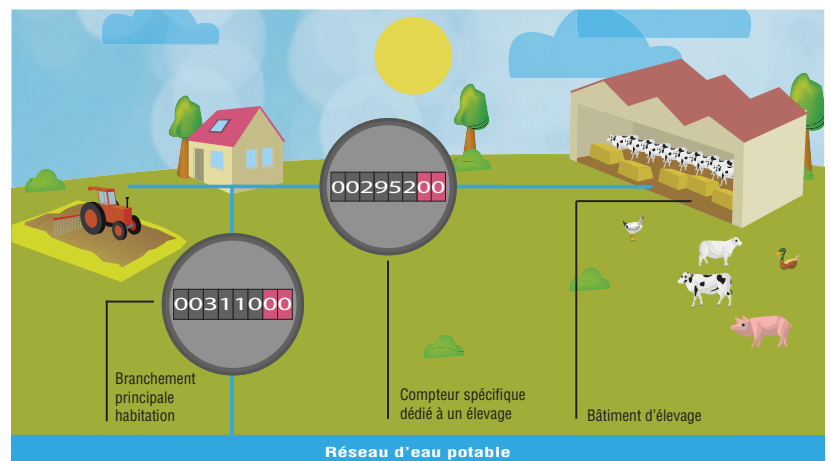 00295200
00311000
Branchement
principale
habitation
Compteur spécifique
dédié à un élevage
Bâtiment d'élevage
Réseau d'eau potable